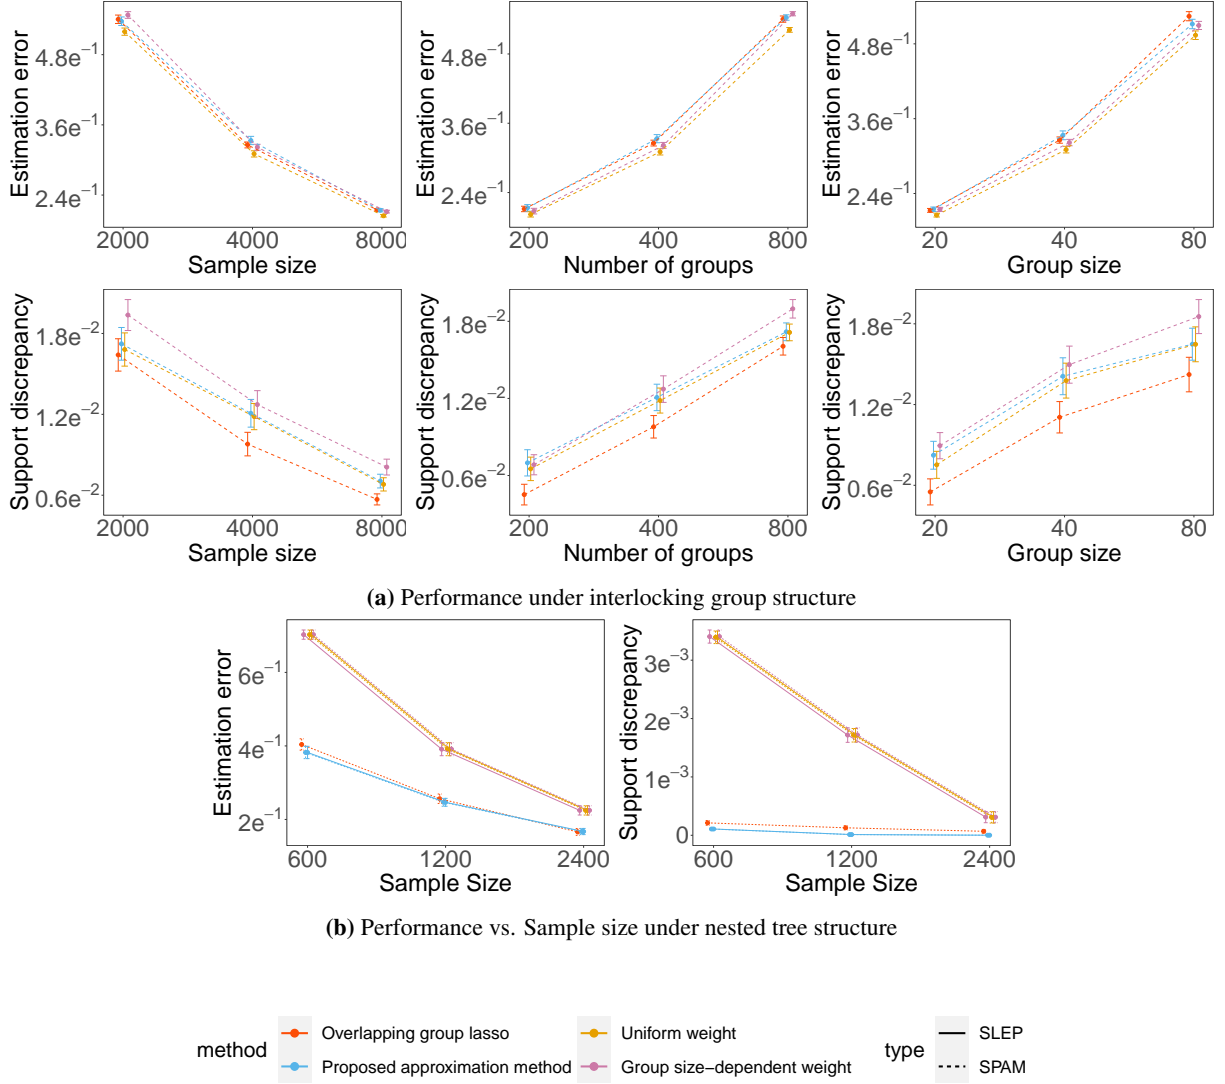 Estimation error
4.8e−1
3.6e−1
2.4e−1
2000 4000 8000
Sample size
Estimation error
4.8e−1
3.6e−1
2.4e−1
200 400 800
Number of groups
Estimation error
4.8e−1
3.6e−1
2.4e−1
20 40 80
Group size
Support discrepancy
1.8e−2
1.2e−2
0.6e−2
2000 4000 8000
Sample size
Support discrepancy
1.8e−2
1.2e−2
0.6e−2
200 400 800
Number of groups
Support discrepancy
1.8e−2
1.2e−2
0.6e−2
20 40 80
Group size
(a) Performance under interlocking group structure
Estimation error
6e−1
4e−1
2e−1
600 1200 2400
Sample Size
Support discrepancy
3e−3
2e−3
1e−3
0
600 1200 2400
Sample Size
(b) Performance vs. Sample size under nested tree structure
method
Overlapping group lasso
Proposed approximation method
Uniform weight
Group size−dependent weight
type
SLEP
SPAM